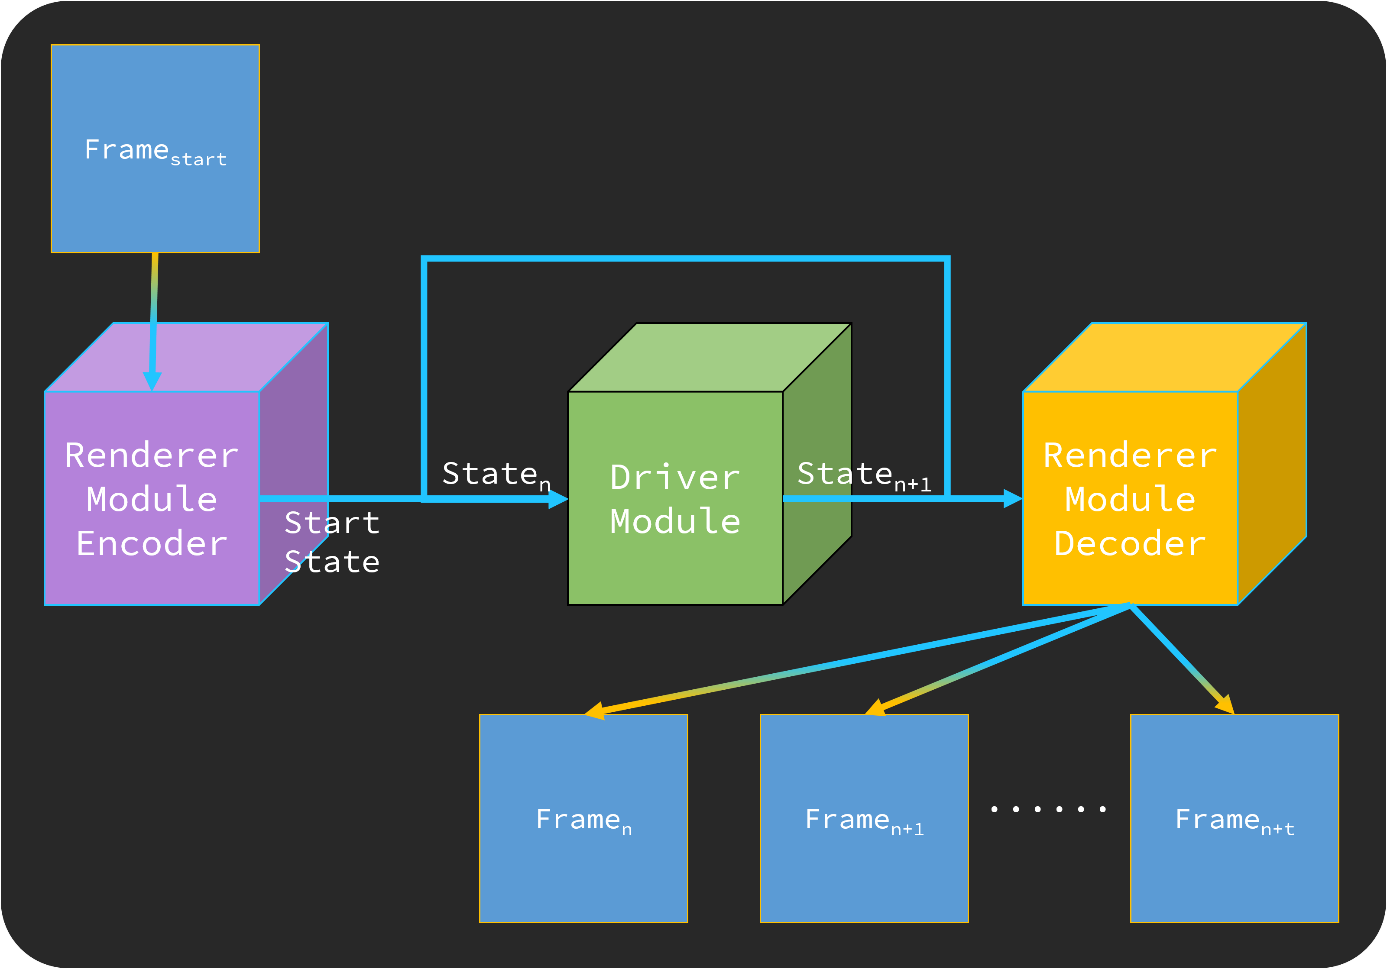 Frame_start
Renderer
Module
Encoder
Start
State
State_n
Driver
Module
State_n+1
Renderer
Module
Decoder
Frame_n
Frame_n+1
......
Frame_n+t